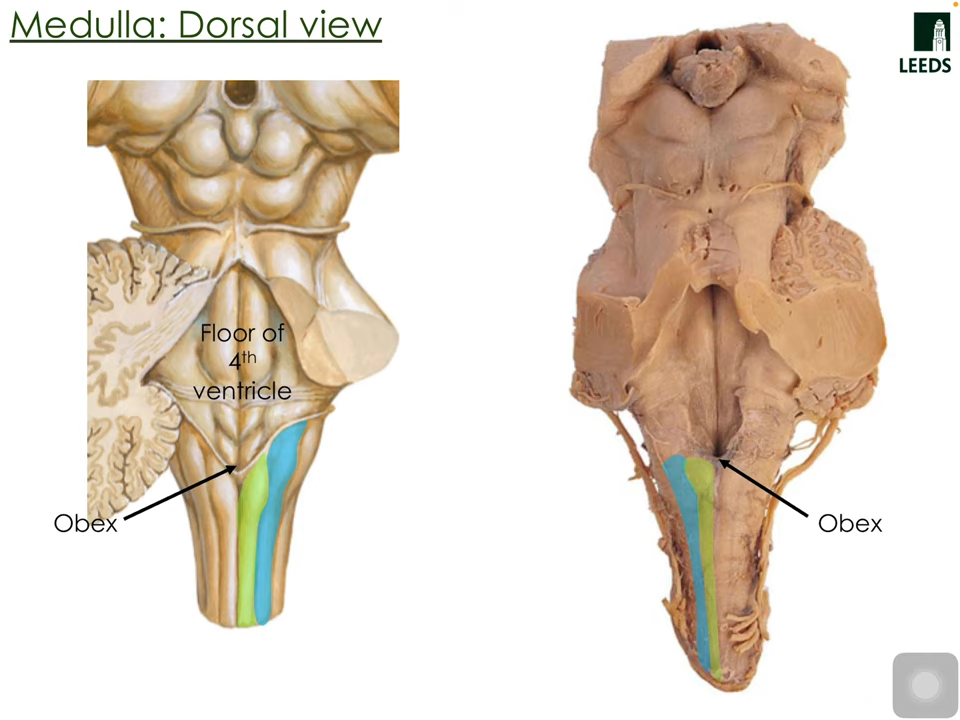 Medulla: Dorsal view
LEEDS
Floor of
4th
ventricle
Obex
Obex